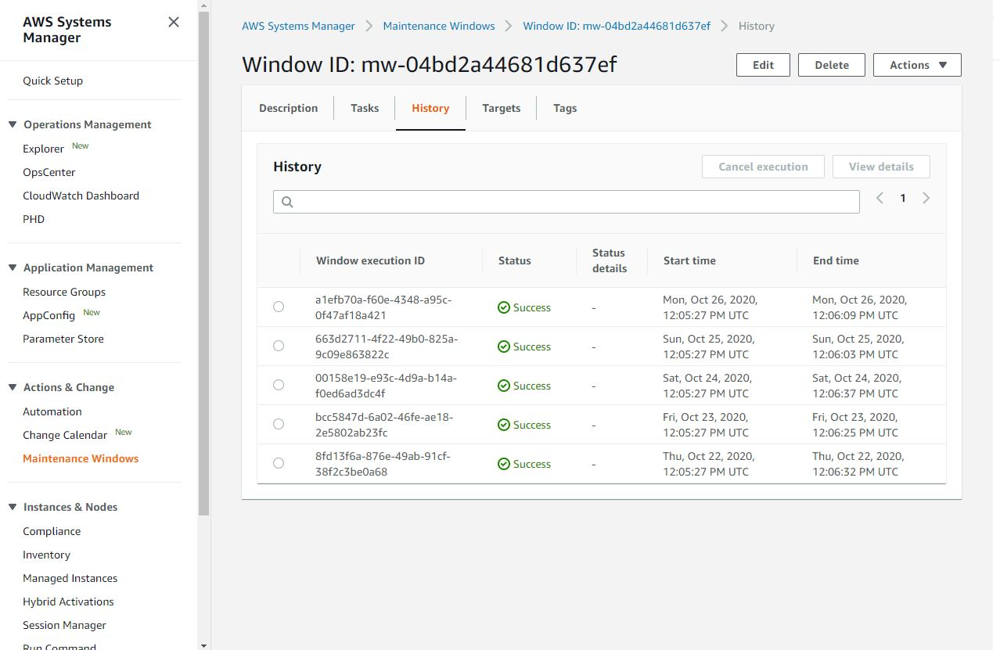 AWS Systems
Manager
Quick Setup
Operations Management
Explorer New
OpsCenter
CloudWatch Dashboard
PHD
Application Management
Resource Groups
AppConfig New
Parameter Store
Actions & Change
Automation
Change Calendar New
Maintenance Windows
Instances & Nodes
Compliance
Inventory
Managed Instances
Hybrid Activations
Session Manager
Run Command
AWS Systems Manager > Maintenance Windows > Window ID: mw-04bd2a44681d637ef > History
Window ID: mw-04bd2a44681d637ef
Edit Delete Actions
Description Tasks History Targets Tags
History
Cancel execution View details
1
Window execution ID Status Status details Start time End time
a1efb70a-f60e-4348-a95c- Success - Mon, Oct 26, 2020, Mon, Oct 26, 2020,
0f47af18a421 12:05:27 PM UTC 12:06:09 PM UTC
663d2711-4f22-49b0-825a- Success - Sun, Oct 25, 2020, Sun, Oct 25, 2020,
9c09e863822c 12:05:27 PM UTC 12:06:03 PM UTC
00158e19-e93c-4d9a-b14a- Success - Sat, Oct 24, 2020, Sat, Oct 24, 2020,
f0ed6ad3dc4f 12:05:27 PM UTC 12:06:37 PM UTC
bcc5847d-6a02-46fe-ae18- Success - Fri, Oct 23, 2020, Fri, Oct 23, 2020,
2e5802ab23fc 12:05:27 PM UTC 12:06:25 PM UTC
8fd13f6a-876e-49ab-91cf- Success - Thu, Oct 22, 2020, Thu, Oct 22, 2020,
38f2c3be0a68 12:05:27 PM UTC 12:06:32 PM UTC